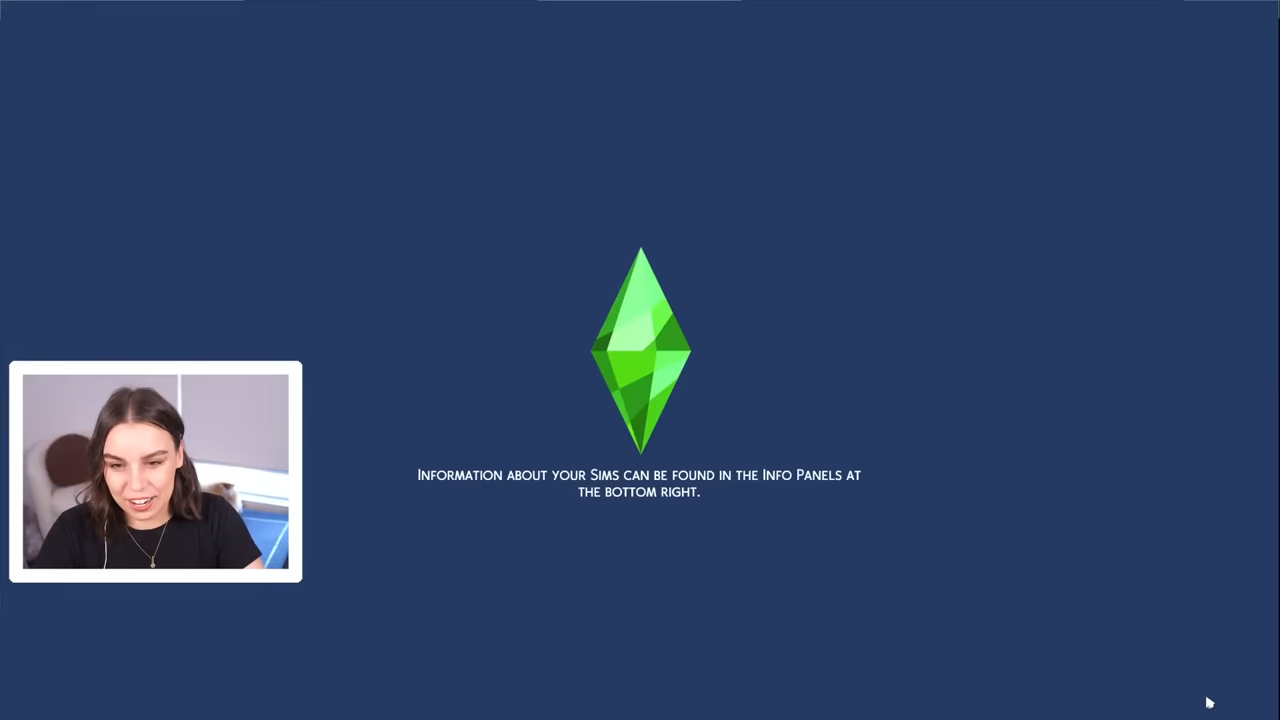 Information about your Sims can be found in the Info Panels at
the bottom right.